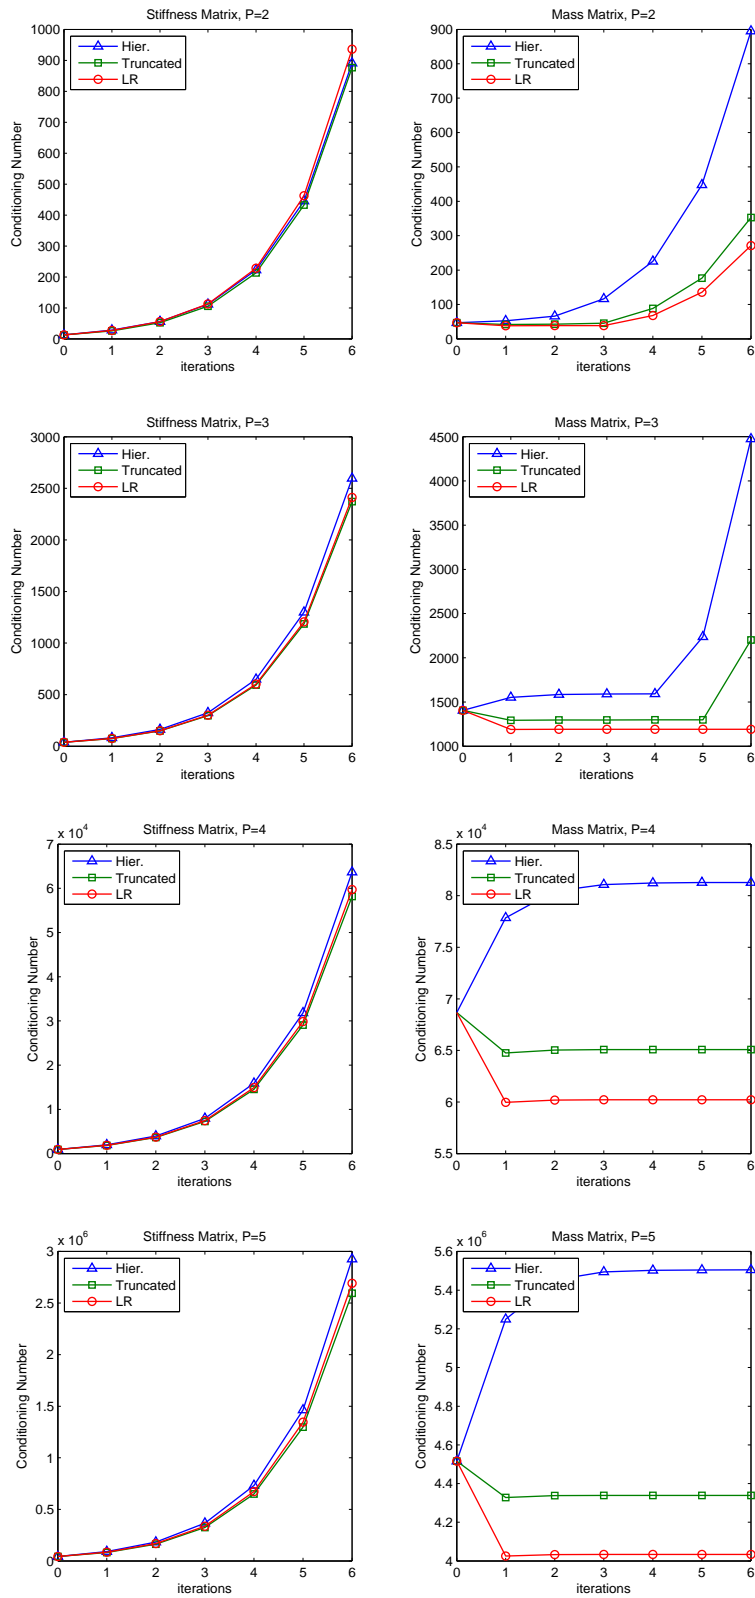 Stiffness Matrix, P=2
1000
900
800
700
600
500
400
300
200
100
0
Conditioning Number
Hier.
Truncated
LR
0 1 2 3 4 5 6
iterations
Mass Matrix, P=2
900
800
700
600
500
400
300
200
100
0
Conditioning Number
Hier.
Truncated
LR
0 1 2 3 4 5 6
iterations
Stiffness Matrix, P=3
3000
2500
2000
1500
1000
500
0
Conditioning Number
Hier.
Truncated
LR
0 1 2 3 4 5 6
iterations
Mass Matrix, P=3
4500
4000
3500
3000
2500
2000
1500
1000
Conditioning Number
Hier.
Truncated
LR
0 1 2 3 4 5 6
iterations
Stiffness Matrix, P=4
x 10^4
7
6
5
4
3
2
1
0
Conditioning Number
Hier.
Truncated
LR
0 1 2 3 4 5 6
iterations
Mass Matrix, P=4
x 10^4
8.5
8
7.5
7
6.5
6
5.5
Conditioning Number
Hier.
Truncated
LR
0 1 2 3 4 5 6
iterations
Stiffness Matrix, P=5
x 10^6
3
2.5
2
1.5
1
0.5
0
Conditioning Number
Hier.
Truncated
LR
0 1 2 3 4 5 6
iterations
Mass Matrix, P=5
x 10^6
5.6
5.4
5.2
5
4.8
4.6
4.4
4.2
4
Conditioning Number
Hier.
Truncated
LR
0 1 2 3 4 5 6
iterations